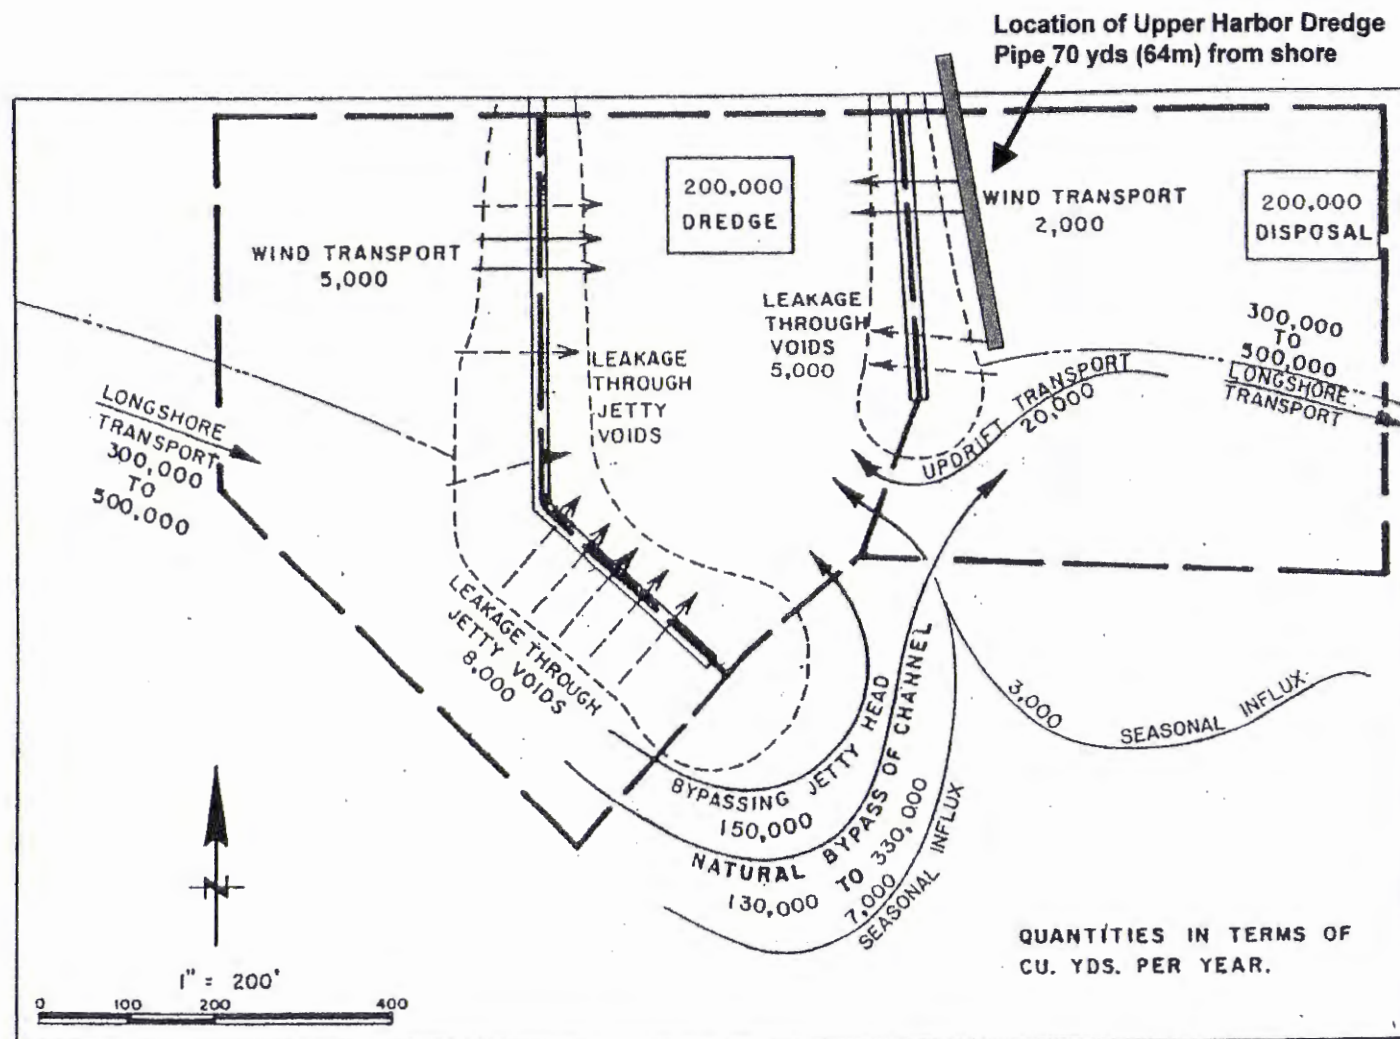 Location of Upper Harbor Dredge
Pipe 70 yds (64m) from shore
200,000
DREDGE
WIND TRANSPORT
2,000
200,000
DISPOSAL
WIND TRANSPORT
5,000
LEAKAGE
THROUGH
VOIDS
5,000
300,000
TO
500,000
LONGSHORE
TRANSPORT
LEAKAGE
THROUGH
JETTY
VOIDS
UPDRIFT TRANSPORT
20,000
LONGSHORE
TRANSPORT
300,000
TO
500,000
LEAKAGE THROUGH
JETTY VOIDS
8,000
BYPASSING JETTY HEAD
150,000
NATURAL BYPASS OF CHANNEL
130,000 TO 330,000
7,000
SEASONAL INFLUX
3,000
SEASONAL INFLUX
N
1" = 200'
0 100 200 400
QUANTITIES IN TERMS OF
CU. YDS. PER YEAR.